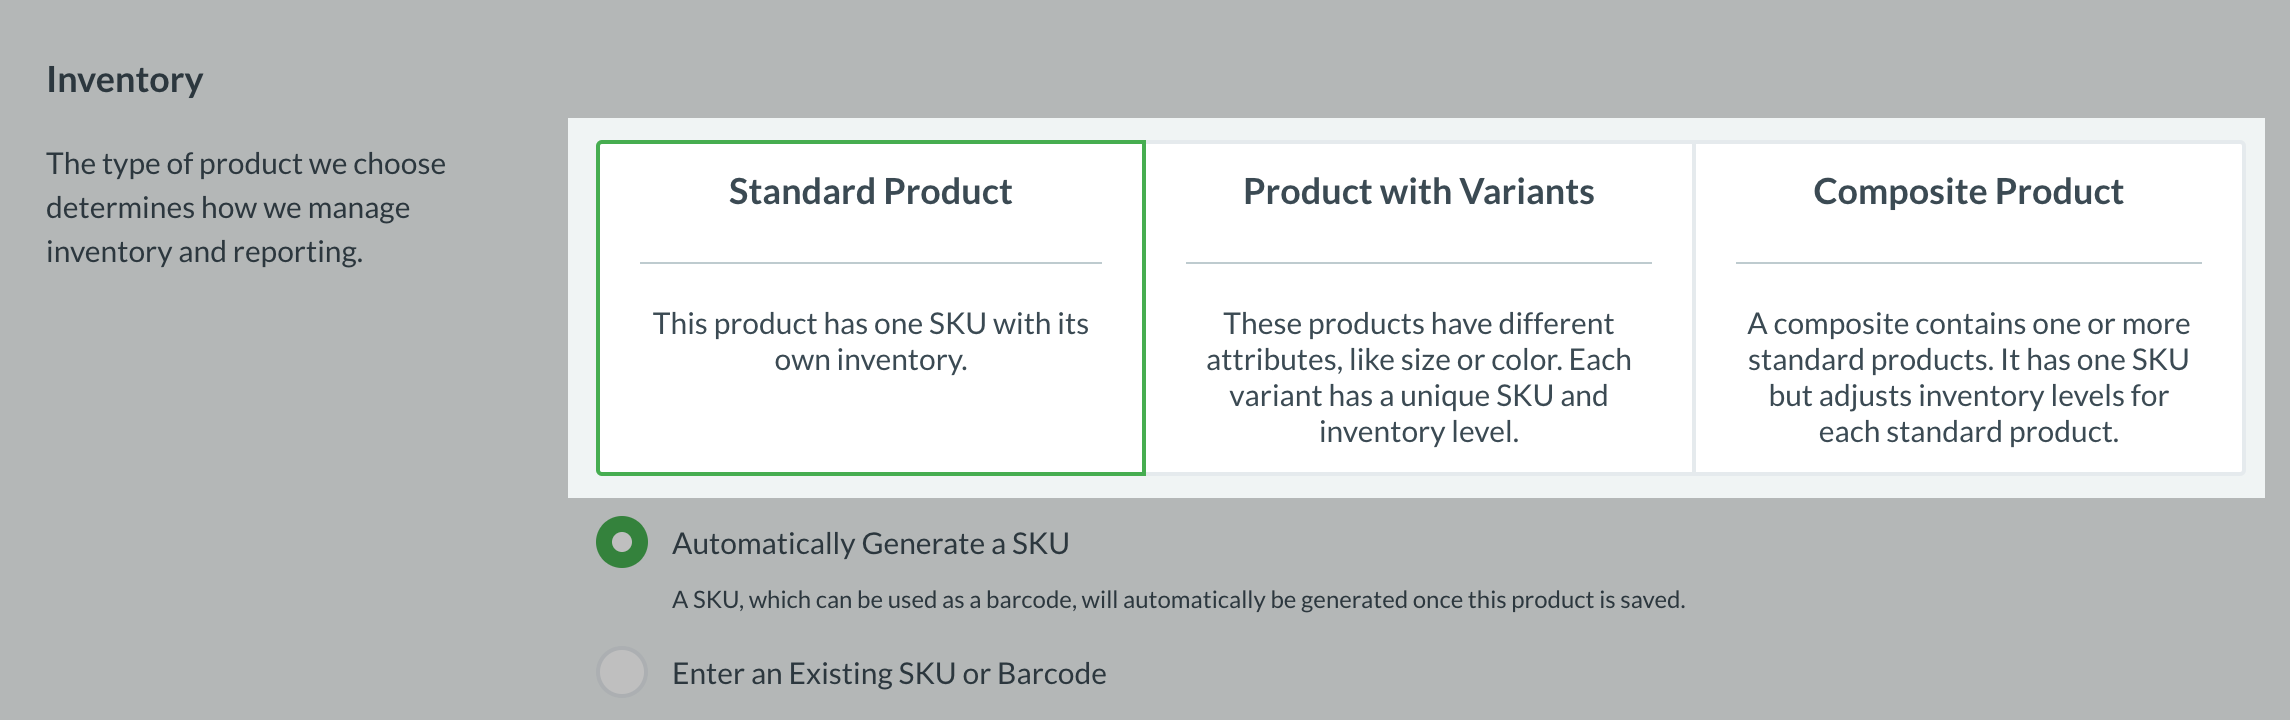 Inventory
The type of product we choose
determines how we manage
inventory and reporting.
Standard Product
This product has one SKU with its
own inventory.
Product with Variants
These products have different
attributes, like size or color. Each
variant has a unique SKU and
inventory level.
Composite Product
A composite contains one or more
standard products. It has one SKU
but adjusts inventory levels for
each standard product.
Automatically Generate a SKU
A SKU, which can be used as a barcode, will automatically be generated once this product is saved.
Enter an Existing SKU or Barcode